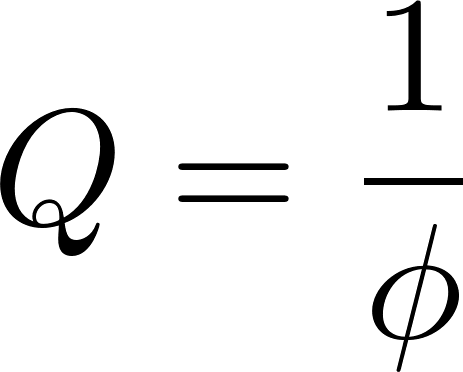 Q = 1/ϕ